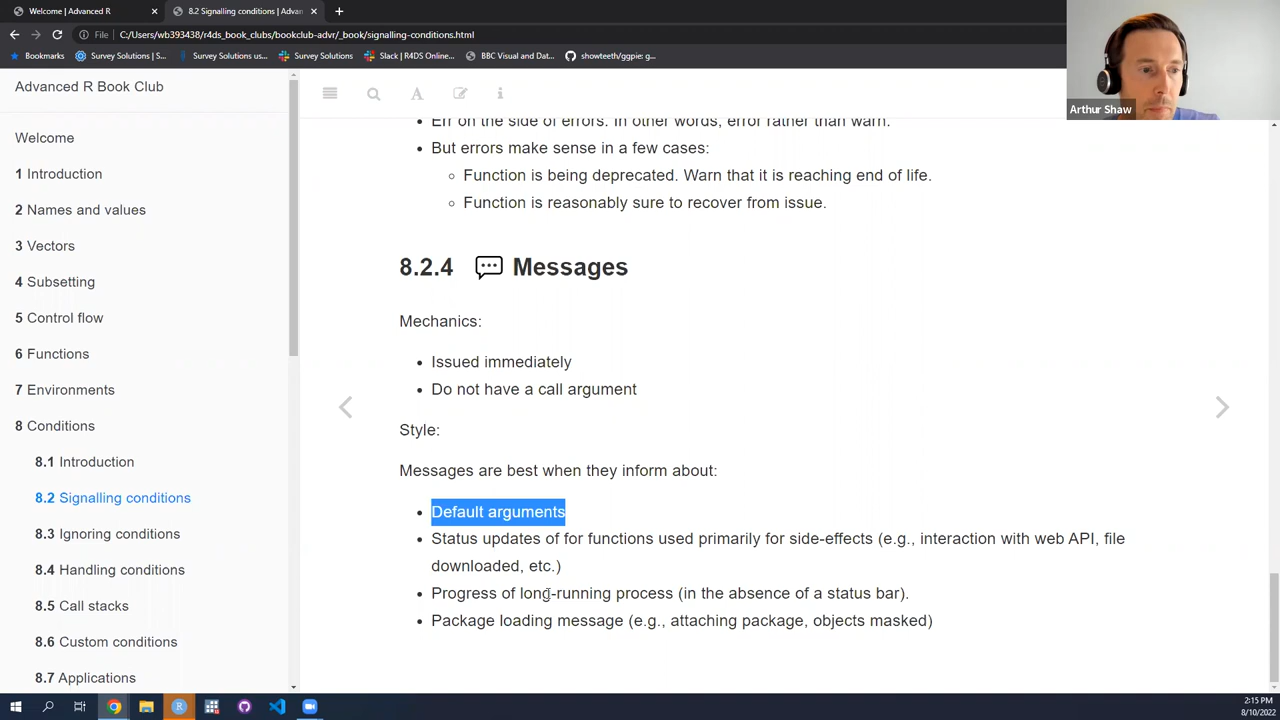 Welcome | Advanced R
8.2 Signalling conditions | Advan
File
C:/Users/wb393438/r4ds_book_clubs/bookclub-advr/_book/signalling-conditions.html
Bookmarks
Survey Solutions (S...
Survey Solutions us...
Survey Solutions
Slack | R4DS Online...
BBC Visual and Dat...
showteeth/ggpie: g...
Arthur Shaw
Advanced R Book Club
Welcome
1 Introduction
2 Names and values
3 Vectors
4 Subsetting
5 Control flow
6 Functions
7 Environments
8 Conditions
8.1 Introduction
8.2 Signalling conditions
8.3 Ignoring conditions
8.4 Handling conditions
8.5 Call stacks
8.6 Custom conditions
8.7 Applications
Err on the side of errors. In other words, error rather than warn.
But errors make sense in a few cases:
Function is being deprecated. Warn that it is reaching end of life.
Function is reasonably sure to recover from issue.
8.2.4 Messages
Mechanics:
Issued immediately
Do not have a call argument
Style:
Messages are best when they inform about:
Default arguments
Status updates of for functions used primarily for side-effects (e.g., interaction with web API, file
downloaded, etc.)
Progress of long-running process (in the absence of a status bar).
Package loading message (e.g., attaching package, objects masked)
2:15 PM
8/10/2022